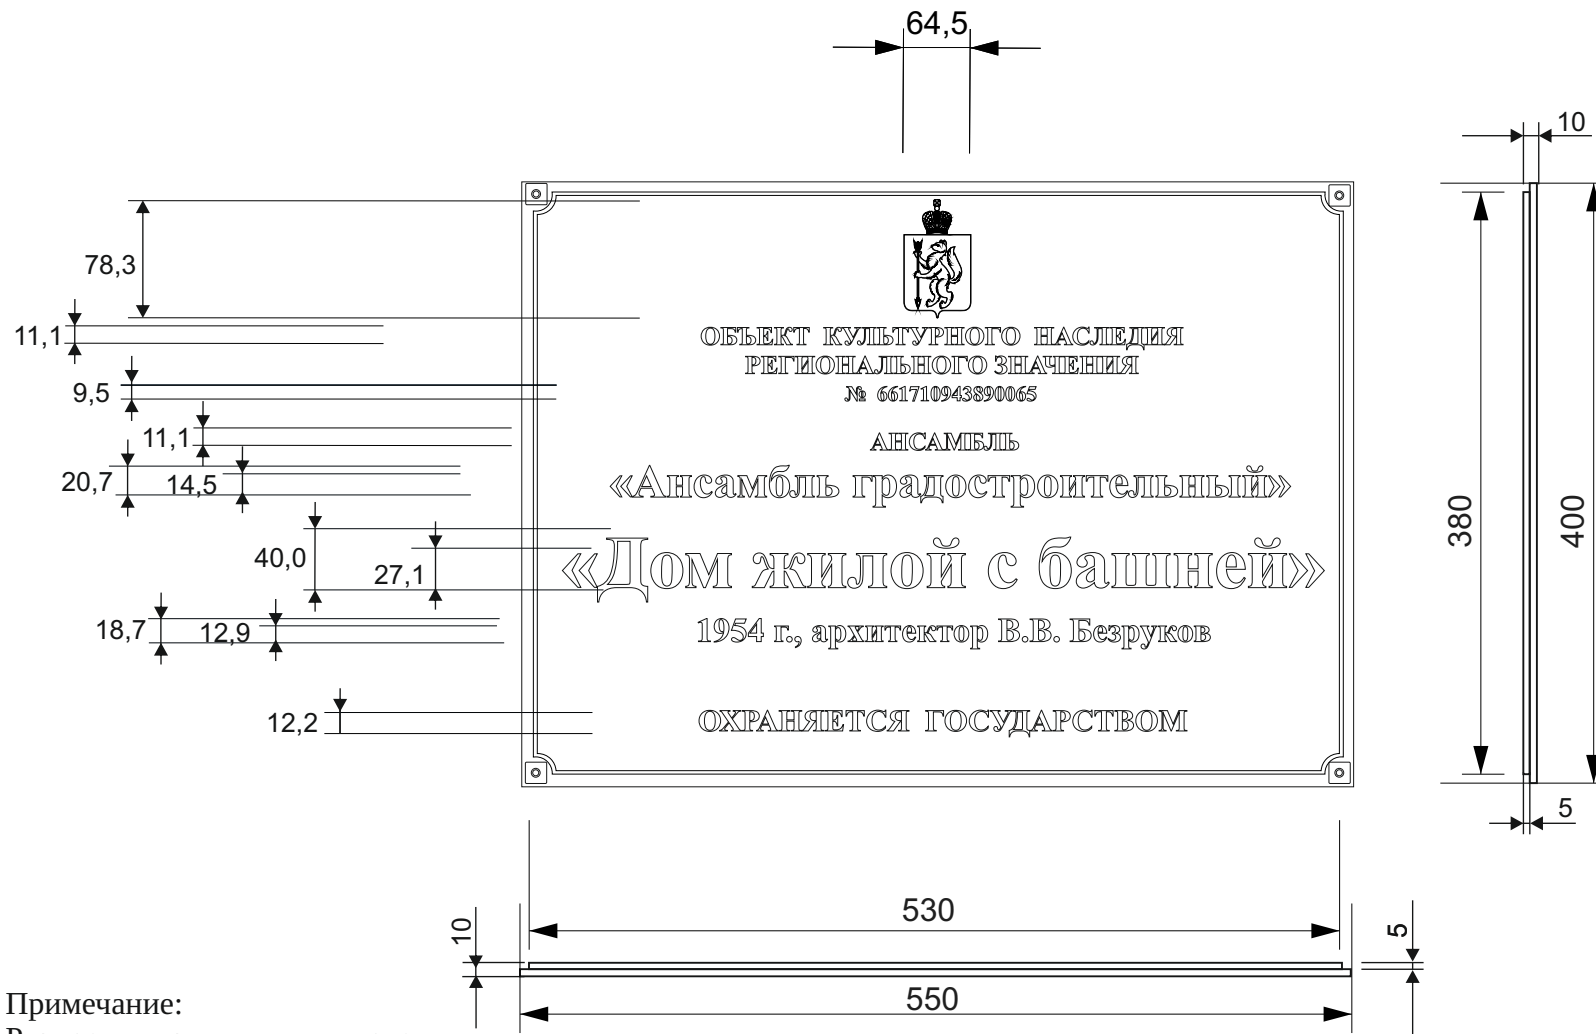 64,5
10
78,3
11,1
ОБЪЕКТ КУЛЬТУРНОГО НАСЛЕДИЯ
РЕГИОНАЛЬНОГО ЗНАЧЕНИЯ
9,5
№ 661710943890065
11,1
АНСАМБЛЬ
20,7
14,5
«Ансамбль градостроительный»
380
400
40,0
27,1
«Дом жилой с башней»
18,7
12,9
1954 г., архитектор В.В. Безруков
12,2
ОХРАНЯЕТСЯ ГОСУДАРСТВОМ
5
530
10
5
550
Примечание: